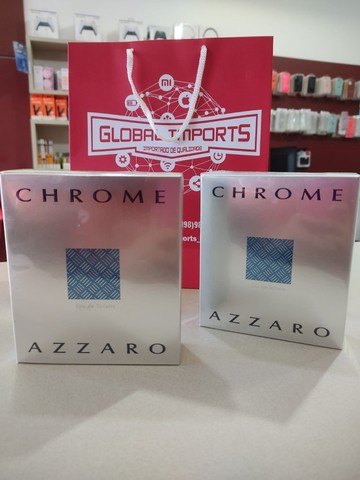 GLOBAL IMPORTS
IMPORTADO DE QUALIDADE
CHROME
AZZARO
CHROME
AZZARO